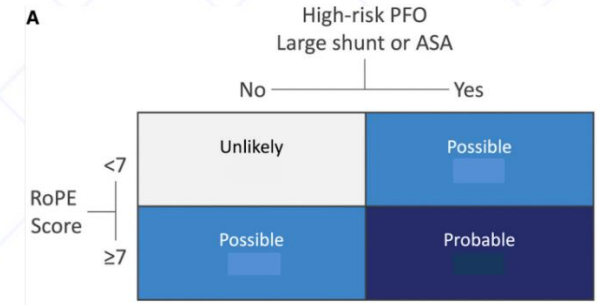 A
High-risk PFO
Large shunt or ASA
No
Yes
<7
Unlikely
Possible
RoPE
Score
≥7
Possible
Probable